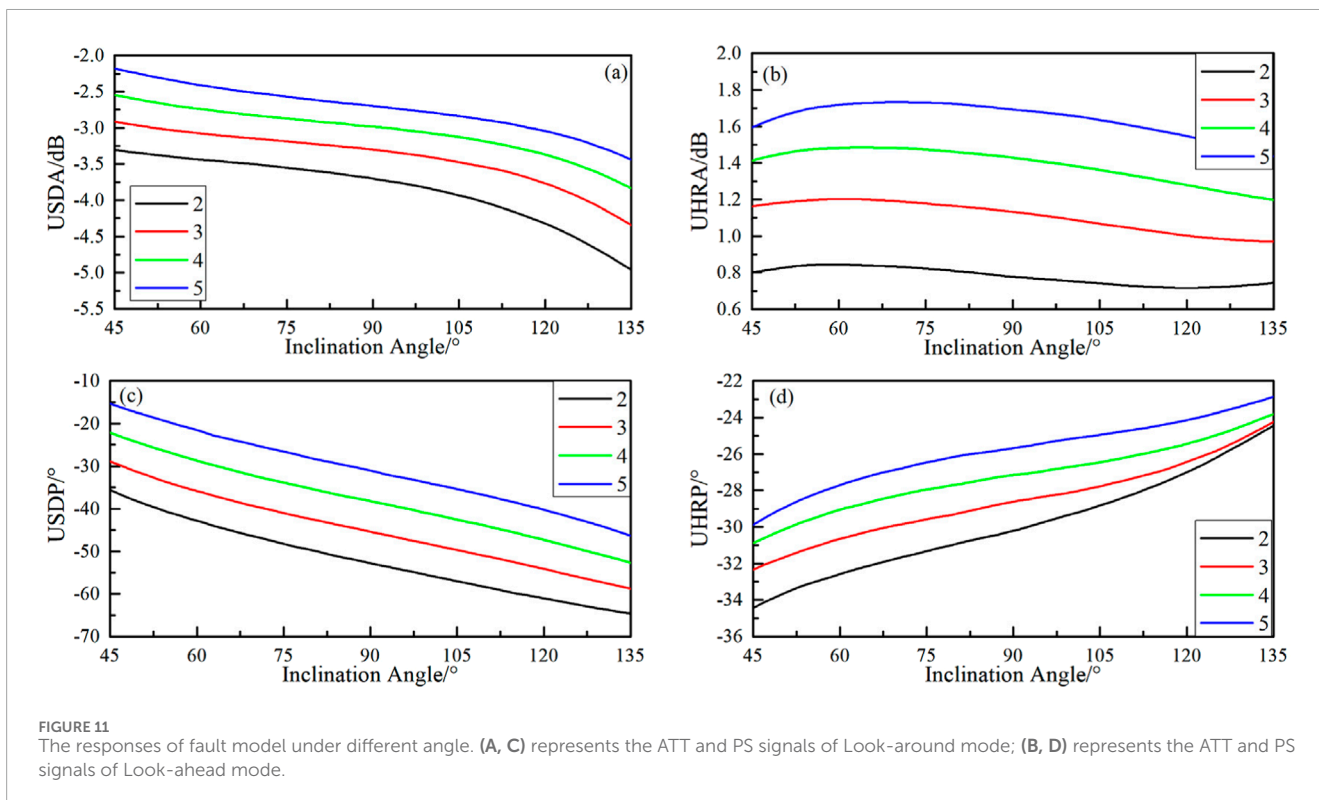 -2.0
-2.5
-3.0
-3.5
-4.0
-4.5
-5.0
-5.5
USDA/dB
(a)
2
3
4
5
45 60 75 90 105 120 135
Inclination Angle/°
2.0
1.8
1.6
1.4
1.2
1.0
0.8
0.6
UHRA/dB
(b)
2
3
4
5
45 60 75 90 105 120 135
Inclination Angle/°
-10
-20
-30
-40
-50
-60
-70
USDP/°
(c)
2
3
4
5
45 60 75 90 105 120 135
Inclination Angle/°
-22
-24
-26
-28
-30
-32
-34
-36
UHRP/°
(d)
2
3
4
5
45 60 75 90 105 120 135
Inclination Angle/°
FIGURE 11
The responses of fault model under different angle. (A, C) represents the ATT and PS signals of Look-around mode; (B, D) represents the ATT and PS
signals of Look-ahead mode.